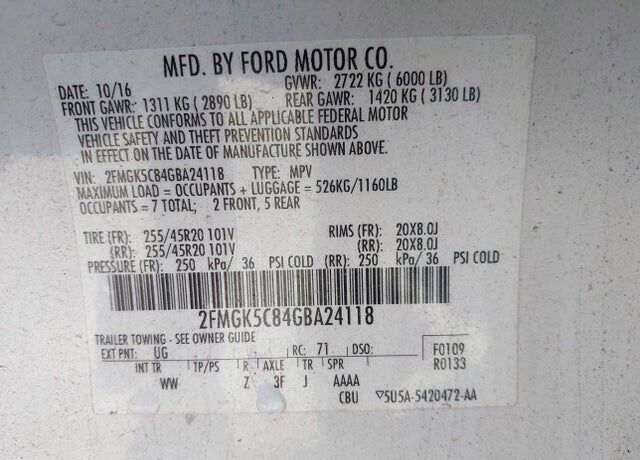 MFD. BY FORD MOTOR CO.
DATE: 10/16 GVWR: 2722 KG ( 6000 LB)
FRONT GAWR: 1311 KG ( 2890 LB) REAR GAWR: 1420 KG ( 3130 LB)
THIS VEHICLE CONFORMS TO ALL APPLICABLE FEDERAL MOTOR
VEHICLE SAFETY AND THEFT PREVENTION STANDARDS
IN EFFECT ON THE DATE OF MANUFACTURE SHOWN ABOVE.
VIN: 2FMGK5C84GBA24118 TYPE: MPV
MAXIMUM LOAD = OCCUPANTS + LUGGAGE = 526KG/1160LB
OCCUPANTS = 7 TOTAL; 2 FRONT, 5 REAR
TIRE (FR): 255/45R20 101V RIMS (FR): 20X8.0J
(RR): 255/45R20 101V (RR): 20X8.0J
PRESSURE (FR): 250 kPa/ 36 PSI COLD (RR): 250 kPa/ 36 PSI COLD
2FMGK5C84GBA24118
TRAILER TOWING - SEE OWNER GUIDE
EXT PNT: UG RC: 71 DSO: F0109
INT TR TP/PS R AXLE TR SPR R0133
WW Z 3F J AAAA
CBU ▽5U5A-5420472-AA